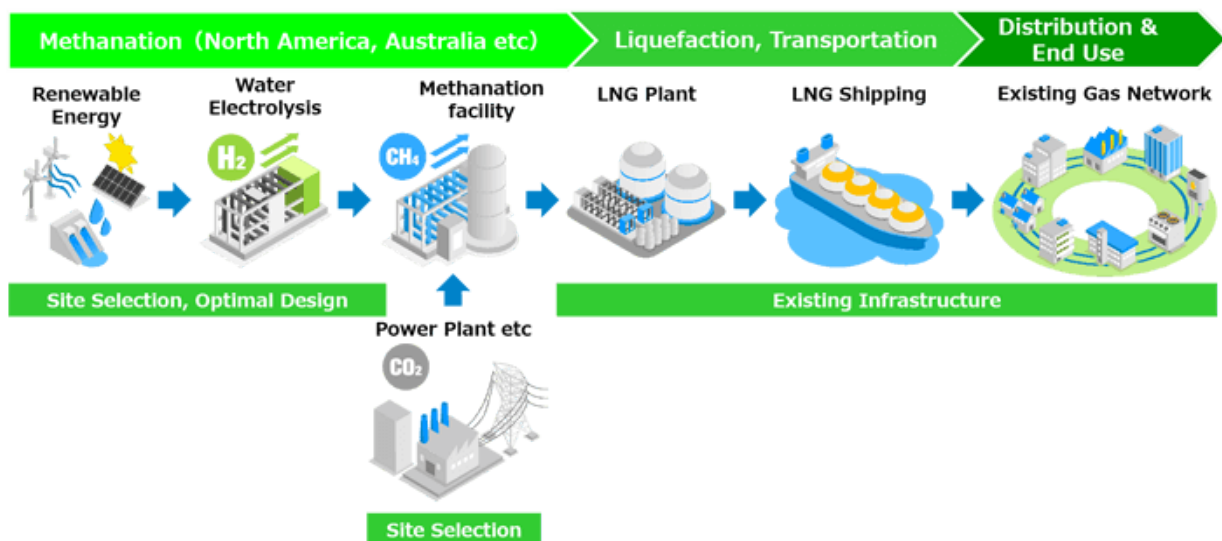 Methanation (North America, Australia etc)
Liquefaction, Transportation
Distribution &
End Use
Renewable
Energy
Water
Electrolysis
Methanation
facility
LNG Plant
LNG Shipping
Existing Gas Network
H₂
CH₄
Site Selection, Optimal Design
Existing Infrastructure
Power Plant etc
CO₂
Site Selection